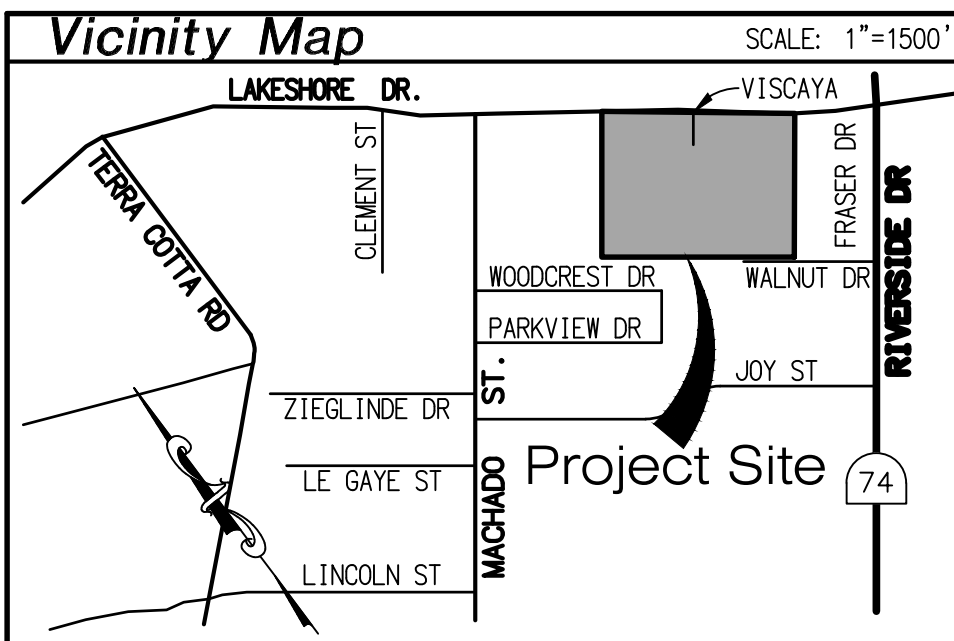 Vicinity Map
SCALE: 1"=1500'
LAKESHORE DR.
VISCAYA
CLEMENT ST
FRASER DR
TERRA COTTA RD
RIVERSIDE DR
WOODCREST DR
WALNUT DR
PARKVIEW DR
JOY ST
ZIEGLINDE DR
MACHADO ST.
Project Site
LE GAYE ST
74
LINCOLN ST